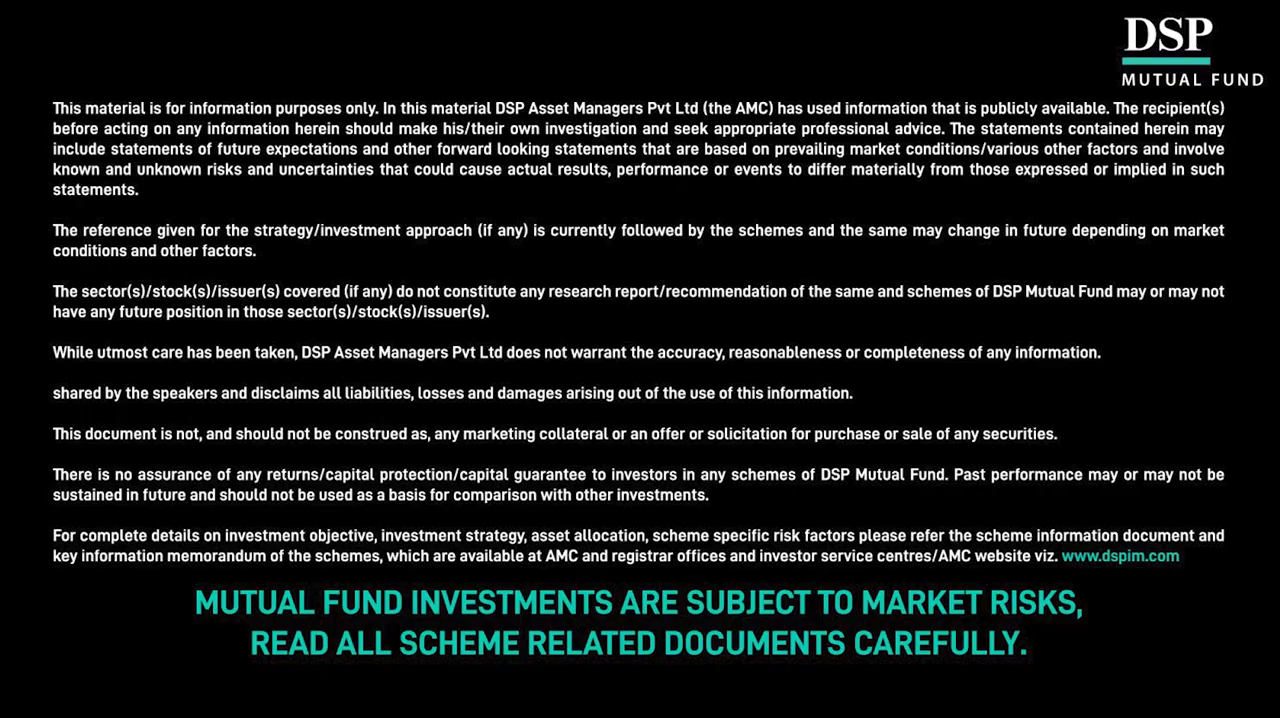 DSP
MUTUAL FUND
This material is for information purposes only. In this material DSP Asset Managers Pvt Ltd (the AMC) has used information that is publicly available. The recipient(s)
before acting on any information herein should make his/their own investigation and seek appropriate professional advice. The statements contained herein may
include statements of future expectations and other forward looking statements that are based on prevailing market conditions/various other factors and involve
known and unknown risks and uncertainties that could cause actual results, performance or events to differ materially from those expressed or implied in such
statements.
The reference given for the strategy/investment approach (if any) is currently followed by the schemes and the same may change in future depending on market
conditions and other factors.
The sector(s)/stock(s)/issuer(s) covered (if any) do not constitute any research report/recommendation of the same and schemes of DSP Mutual Fund may or may not
have any future position in those sector(s)/stock(s)/issuer(s).
While utmost care has been taken, DSP Asset Managers Pvt Ltd does not warrant the accuracy, reasonableness or completeness of any information.
shared by the speakers and disclaims all liabilities, losses and damages arising out of the use of this information.
This document is not, and should not be construed as, any marketing collateral or an offer or solicitation for purchase or sale of any securities.
There is no assurance of any returns/capital protection/capital guarantee to investors in any schemes of DSP Mutual Fund. Past performance may or may not be
sustained in future and should not be used as a basis for comparison with other investments.
For complete details on investment objective, investment strategy, asset allocation, scheme specific risk factors please refer the scheme information document and
key information memorandum of the schemes, which are available at AMC and registrar offices and investor service centres/AMC website viz. www.dspim.com
MUTUAL FUND INVESTMENTS ARE SUBJECT TO MARKET RISKS,
READ ALL SCHEME RELATED DOCUMENTS CAREFULLY.